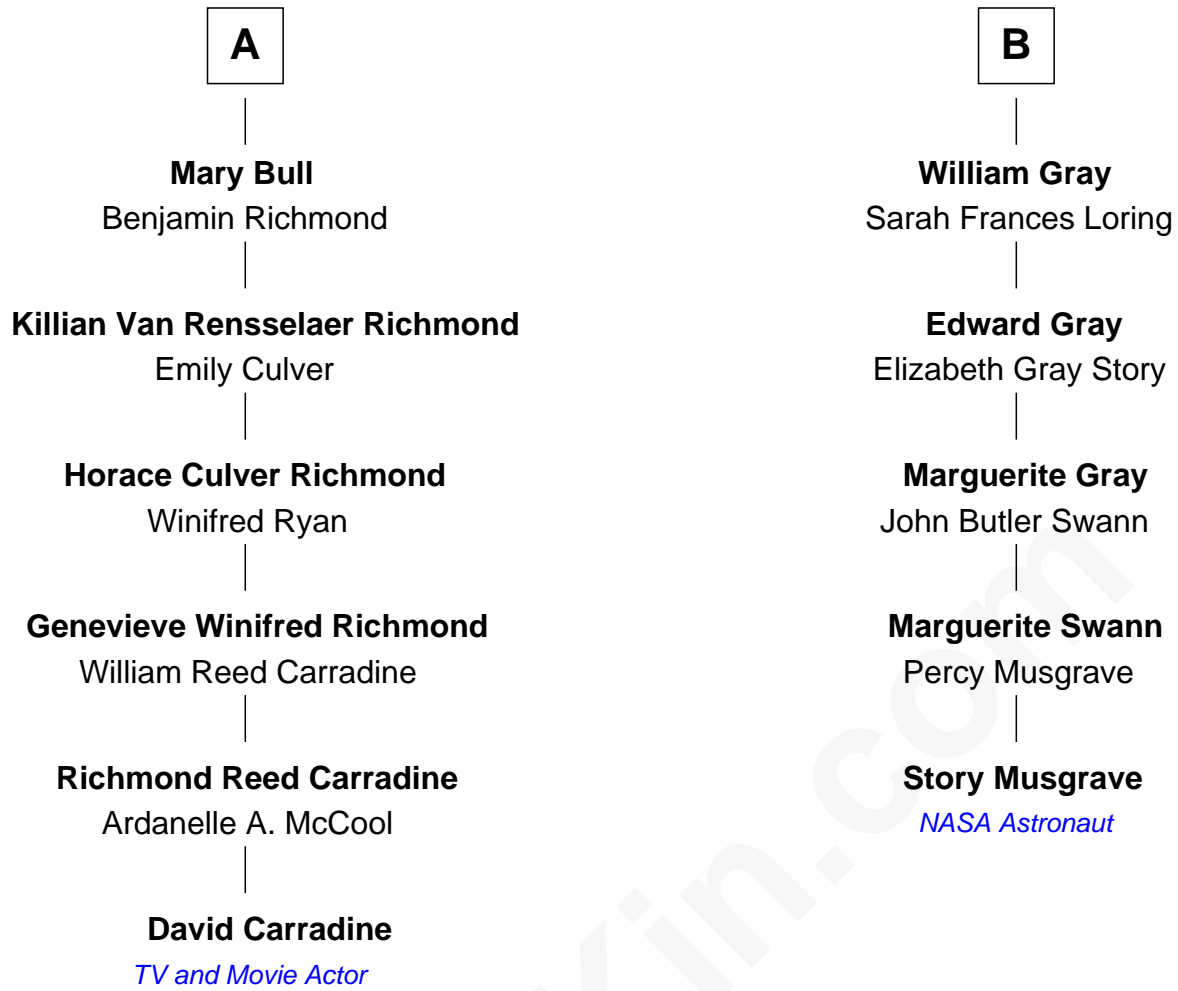 A
Mary Bull
Benjamin Richmond
Killian Van Rensselaer Richmond
Emily Culver
Horace Culver Richmond
Winifred Ryan
Genevieve Winifred Richmond
William Reed Carradine
Richmond Reed Carradine
Ardanelle A. McCool
David Carradine
TV and Movie Actor
B
William Gray
Sarah Frances Loring
Edward Gray
Elizabeth Gray Story
Marguerite Gray
John Butler Swann
Marguerite Swann
Percy Musgrave
Story Musgrave
NASA Astronaut